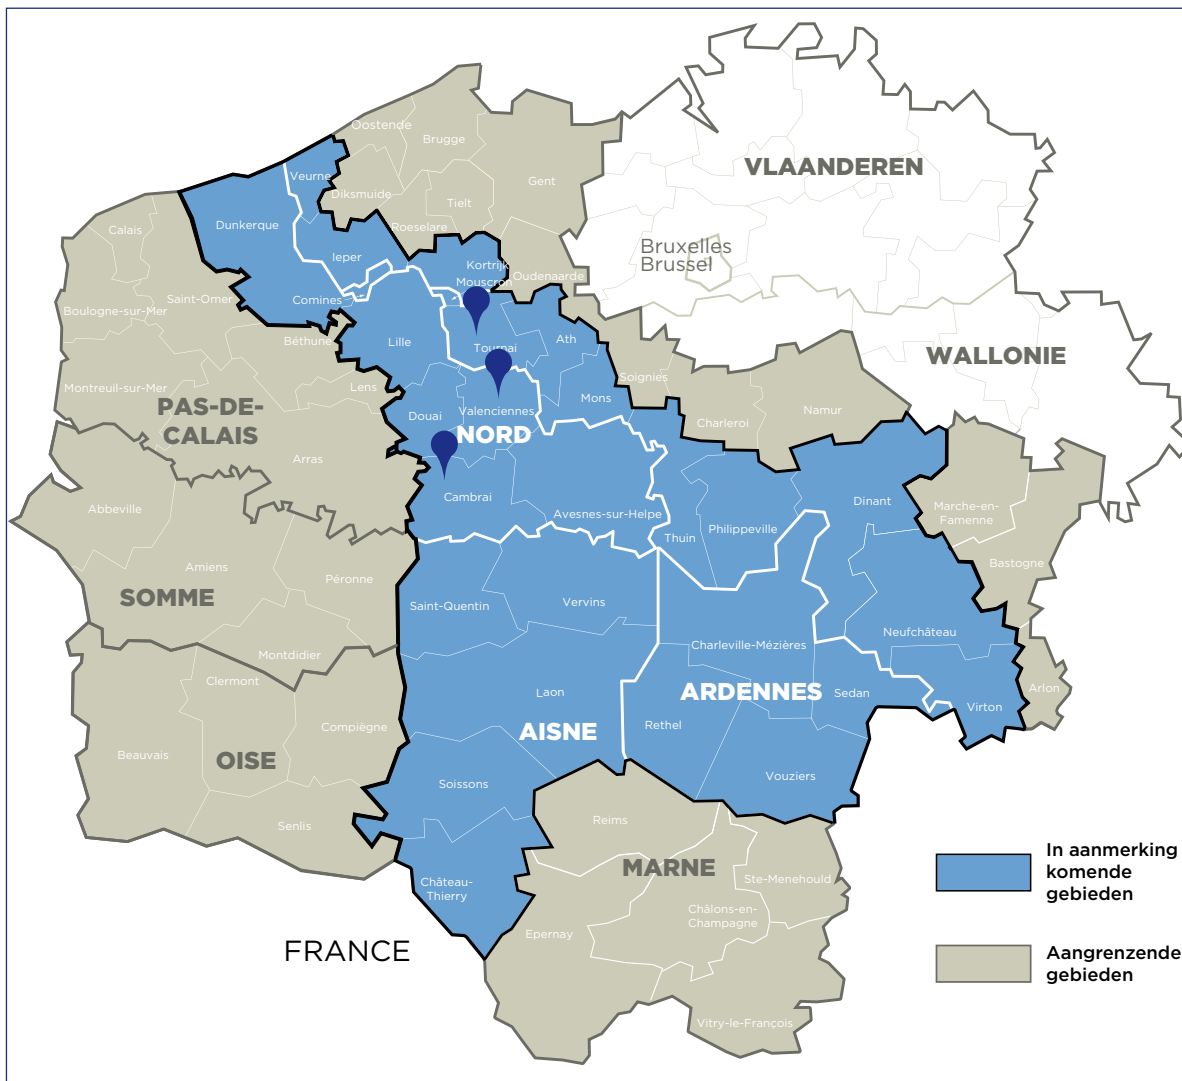 Oostende
Brugge
VLAANDEREN
Veurne
Diksmuide
Gent
Tielt
Calais
Dunkerque
Roeselare
Ieper
Bruxelles
Brussel
Kortrijk
Mouscron
Oudenaarde
Saint-Omer
Comines
Boulogne-sur-Mer
Béthune
Lille
Tournai
Ath
WALLONIE
Montreuil-sur-Mer
Lens
Soignies
PAS-DE-
CALAIS
Douai
Valenciennes
Mons
Namur
Charleroi
NORD
Arras
Abbeville
Cambrai
Avesnes-sur-Helpe
Philippeville
Dinant
Marche-en-
Famenne
Thuin
Bastogne
Amiens
Péronne
SOMME
Saint-Quentin
Vervins
Neufchâteau
Montdidier
Charleville-Mézières
Clermont
Laon
ARDENNES
Sedan
Arlon
Virton
Compiègne
Rethel
AISNE
Beauvais
OISE
Soissons
Vouziers
Senlis
Reims
MARNE
Château-
Thierry
Ste-Menehould
Châlons-en-
Champagne
Epernay
FRANCE
Vitry-le-François
In aanmerking
komende
gebieden
Aangrenzende
gebieden